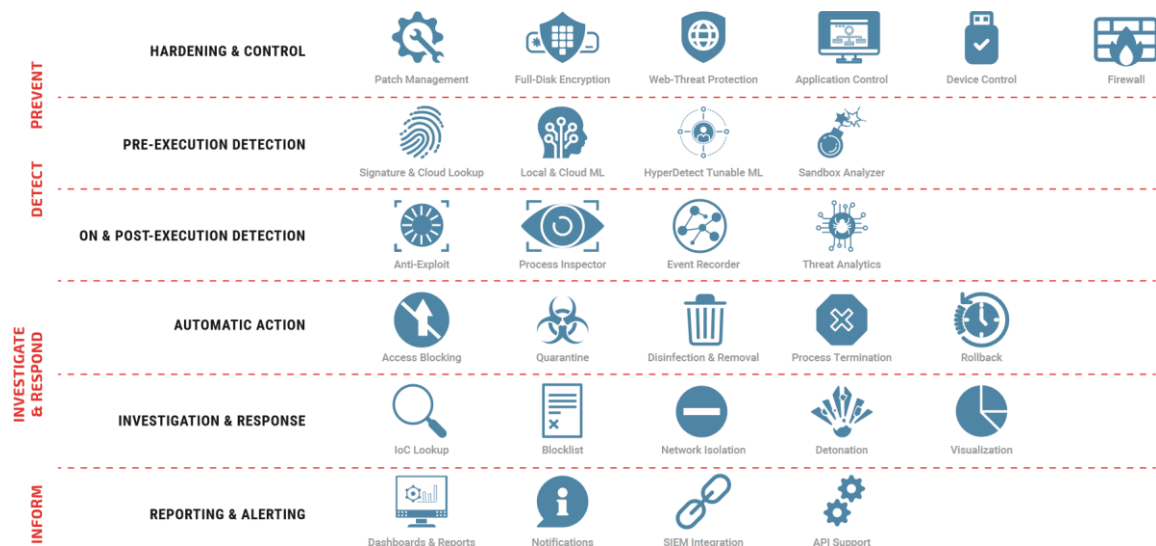 PREVENT
HARDENING & CONTROL
Patch Management
Full-Disk Encryption
Web-Threat Protection
Application Control
Device Control
Firewall
PRE-EXECUTION DETECTION
Signature & Cloud Lookup
Local & Cloud ML
HyperDetect Tunable ML
Sandbox Analyzer
DETECT
ON & POST-EXECUTION DETECTION
Anti-Exploit
Process Inspector
Event Recorder
Threat Analytics
INVESTIGATE
& RESPOND
AUTOMATIC ACTION
Access Blocking
Quarantine
Disinfection & Removal
Process Termination
Rollback
INVESTIGATION & RESPONSE
IoC Lookup
Blocklist
Network Isolation
Detonation
Visualization
INFORM
REPORTING & ALERTING
Dashboards & Reports
Notifications
SIEM Integration
API Support